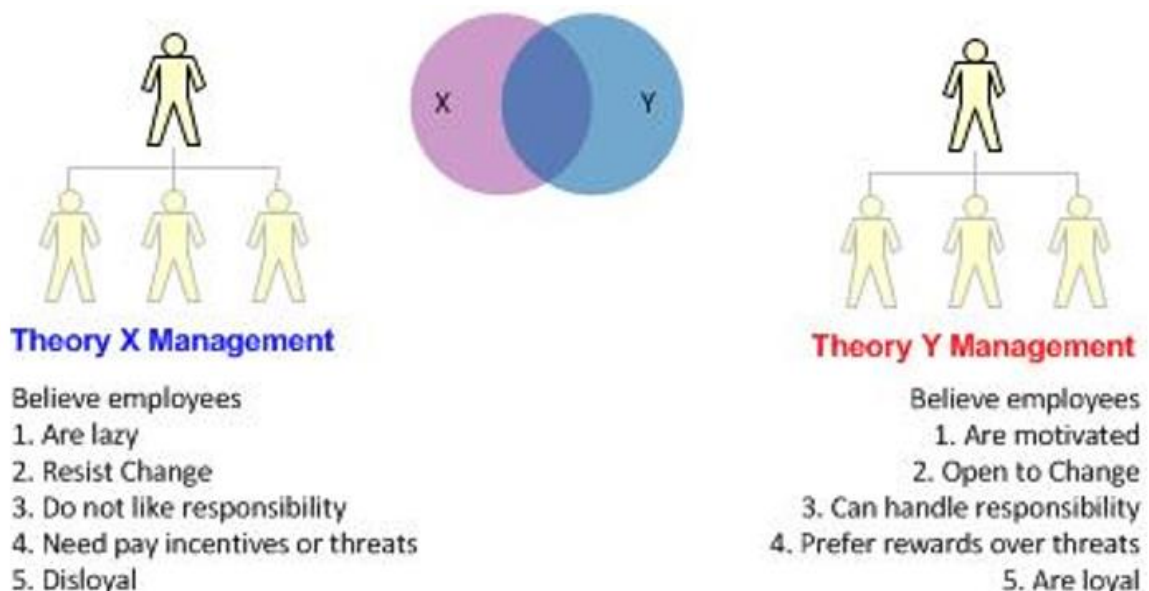 X
Y
Theory X Management
Believe employees
1. Are lazy
2. Resist Change
3. Do not like responsibility
4. Need pay incentives or threats
5. Disloyal
Theory Y Management
Believe employees
1. Are motivated
2. Open to Change
3. Can handle responsibility
4. Prefer rewards over threats
5. Are loyal